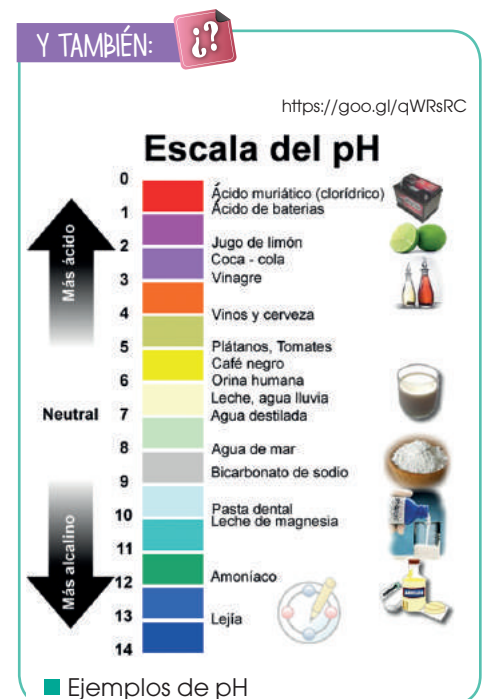 Y TAMBIÉN:
¿?
https://goo.gl/qWRsRC
Escala del pH
0
Ácido muriático (clorídrico)
1
Ácido de baterias
2
Jugo de limón
Coca - cola
3
Vinagre
4
Vinos y cerveza
5
Plátanos, Tomates
Café negro
6
Orina humana
Leche, agua lluvia
Neutral 7
Agua destilada
8
Agua de mar
9
Bicarbonato de sodio
10
Pasta dental
Leche de magnesia
11
12
Amoníaco
13
Lejía
14
Más ácido
Más alcalino
Ejemplos de pH